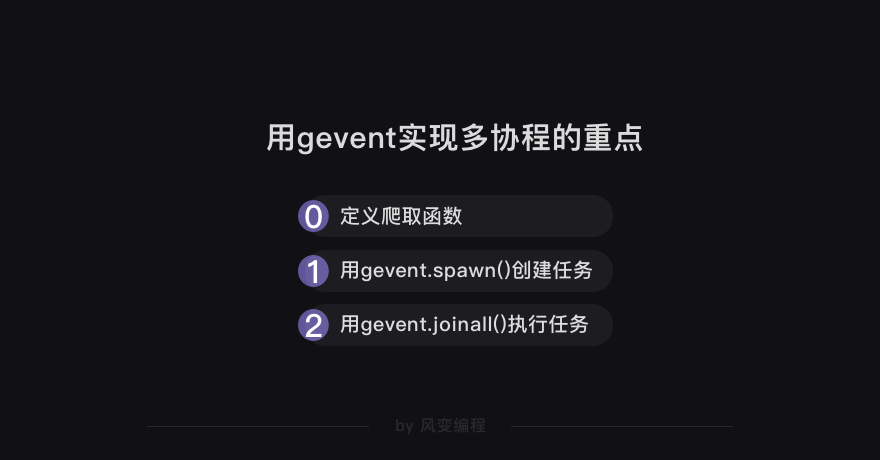 用gevent实现多协程的重点
0 定义爬取函数
1 用gevent.spawn()创建任务
2 用gevent.joinall()执行任务
by 风变编程